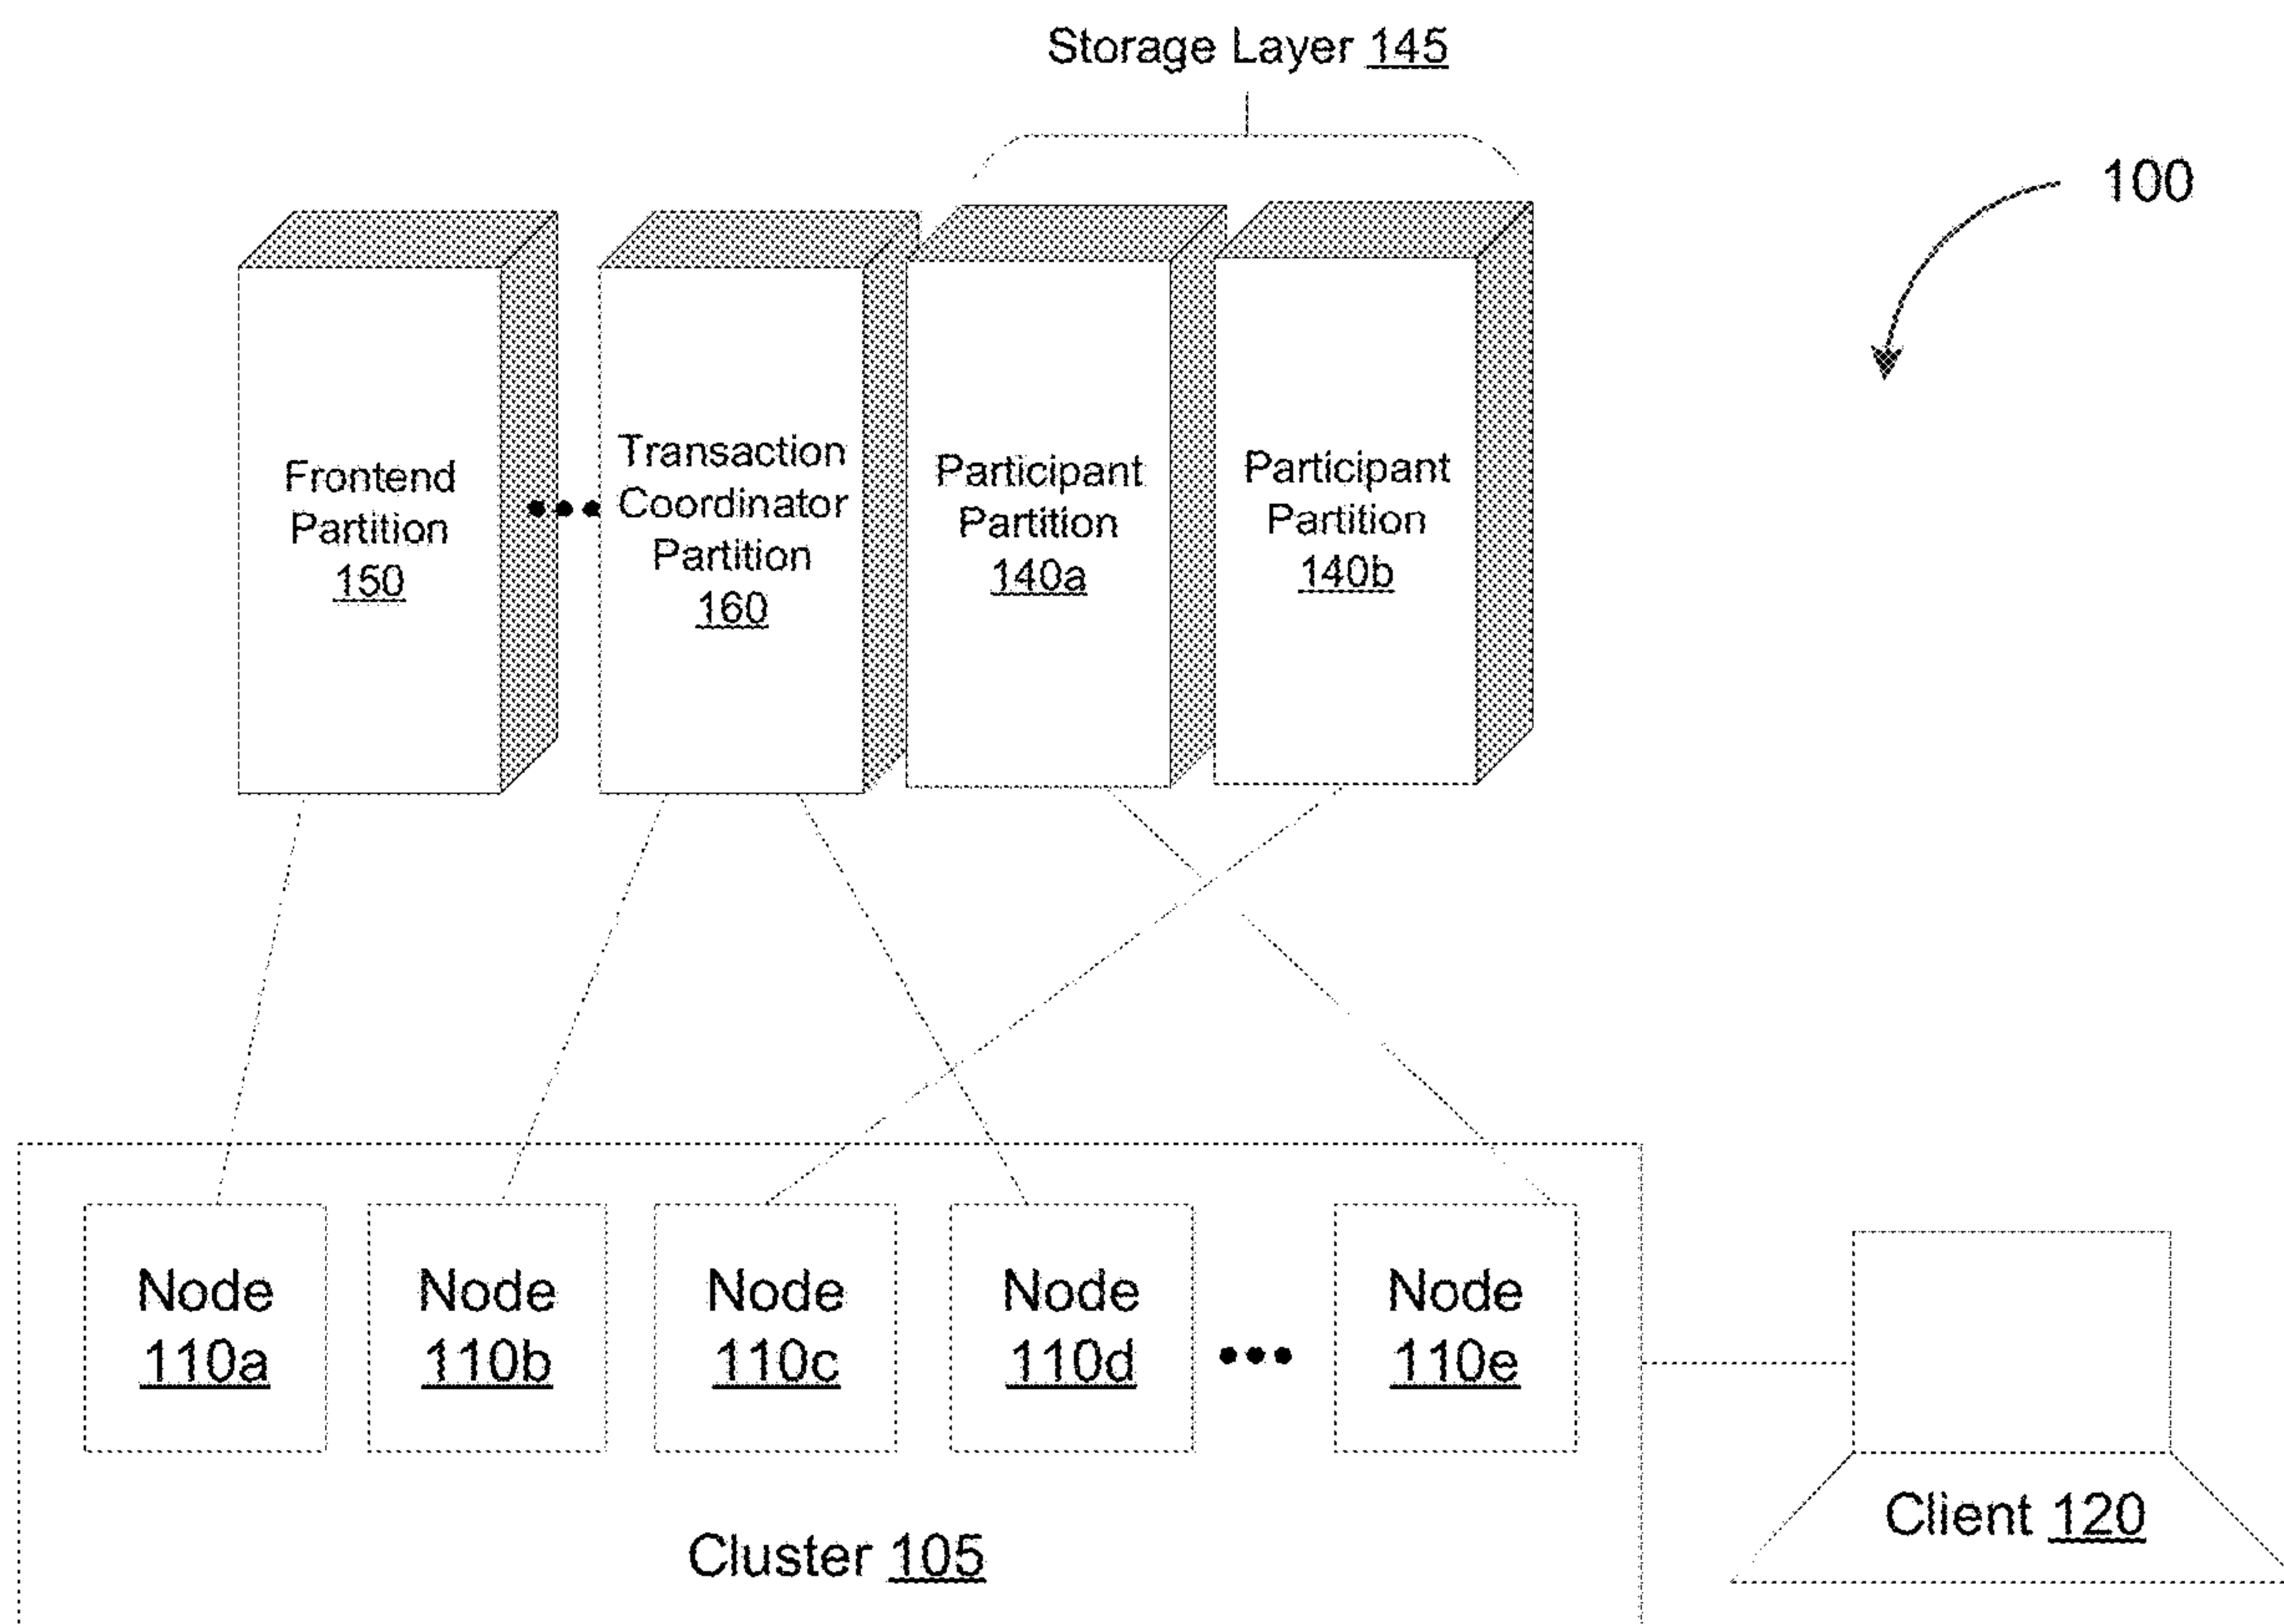 Storage Layer 145
100
Frontend
Partition
150
Transaction
Coordinator
Partition
160
Participant
Partition
140a
Participant
Partition
140b
Node
110a
Node
110b
Node
110c
Node
110d
Node
110e
Cluster 105
Client 120